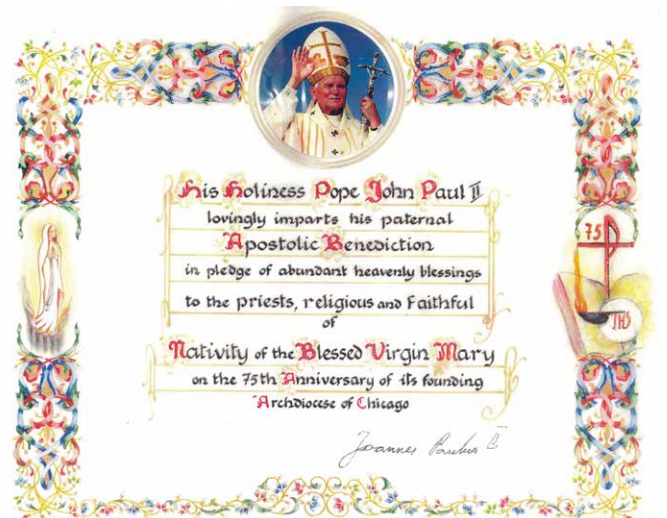 His Holiness Pope John Paul II
lovingly imparts his paternal
Apostolic Benediction
in pledge of abundant heavenly blessings
to the priests, religious and Faithful
of
Nativity of the Blessed Virgin Mary
on the 75th Anniversary of its founding
Archdiocese of Chicago
Joannes Paulus II
75
IHS